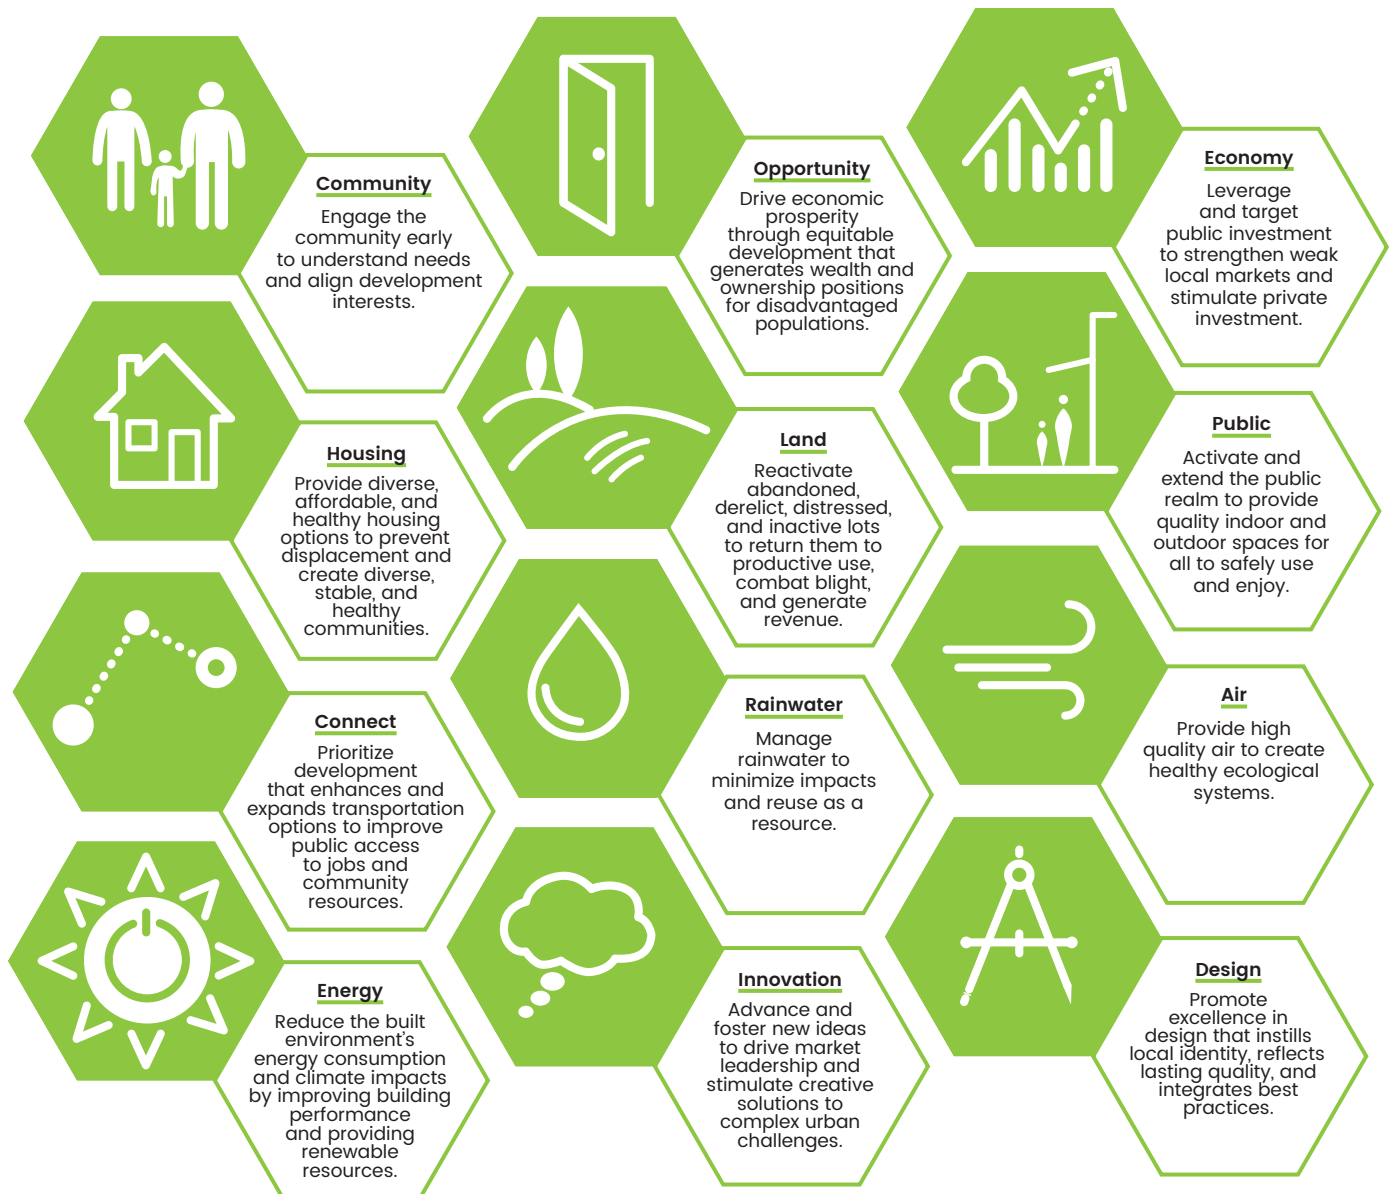 Community
Engage the
community early
to understand needs
and align development
interests.
Opportunity
Drive economic
prosperity
through equitable
development that
generates wealth and
ownership positions
for disadvantaged
populations.
Economy
Leverage
and target
public investment
to strengthen weak
local markets and
stimulate private
investment.
Housing
Provide diverse,
affordable, and
healthy housing
options to prevent
displacement and
create diverse,
stable, and
healthy
communities.
Land
Reactivate
abandoned,
derelict, distressed,
and inactive lots
to return them to
productive use,
combat blight,
and generate
revenue.
Public
Activate and
extend the public
realm to provide
quality indoor and
outdoor spaces for
all to safely use
and enjoy.
Connect
Prioritize
development
that enhances and
expands transportation
options to improve
public access
to jobs and
community
resources.
Rainwater
Manage
rainwater to
minimize impacts
and reuse as a
resource.
Air
Provide high
quality air to create
healthy ecological
systems.
Energy
Reduce the built
environment's
energy consumption
and climate impacts
by improving building
performance
and providing
renewable
resources.
Innovation
Advance and
foster new ideas
to drive market
leadership and
stimulate creative
solutions to
complex urban
challenges.
Design
Promote
excellence in
design that instills
local identity, reflects
lasting quality, and
integrates best
practices.